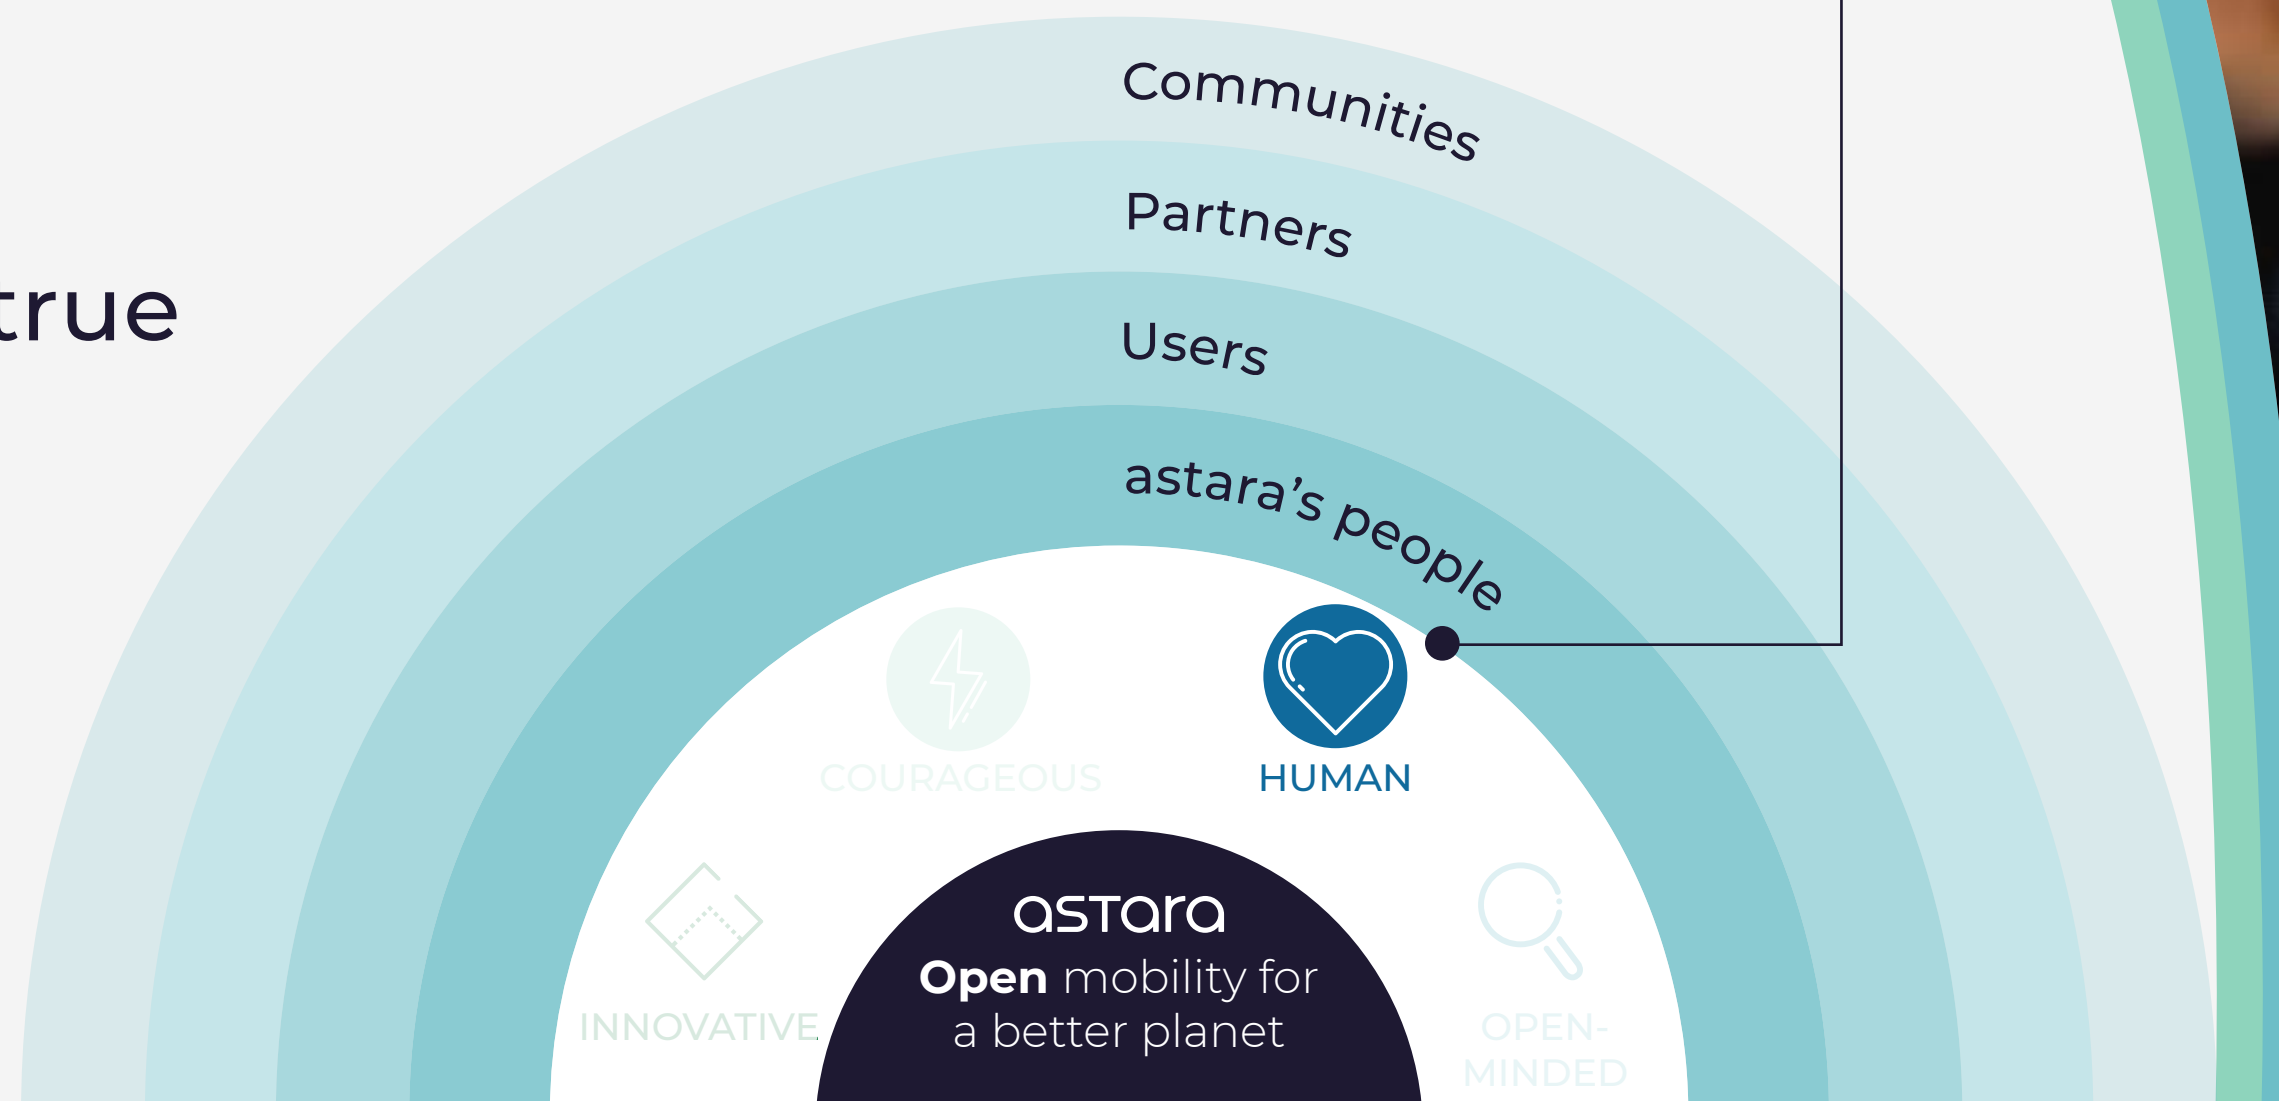 Communities
Partners
true
Users
astara’s people
COURAGEOUS
HUMAN
astara
Open mobility for
a better planet
INNOVATIVE
OPEN-
MINDED